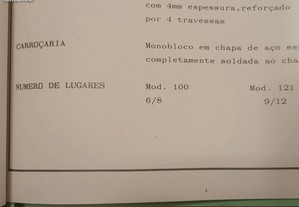 com 4mm espessura,reforçado
por 4 travessas
CARROÇARIA Monobloco em chapa de aço es
completamente soldada ao cha
NUMERO DE LUGARES Mod. 100 Mod. 121
6/8 9/12